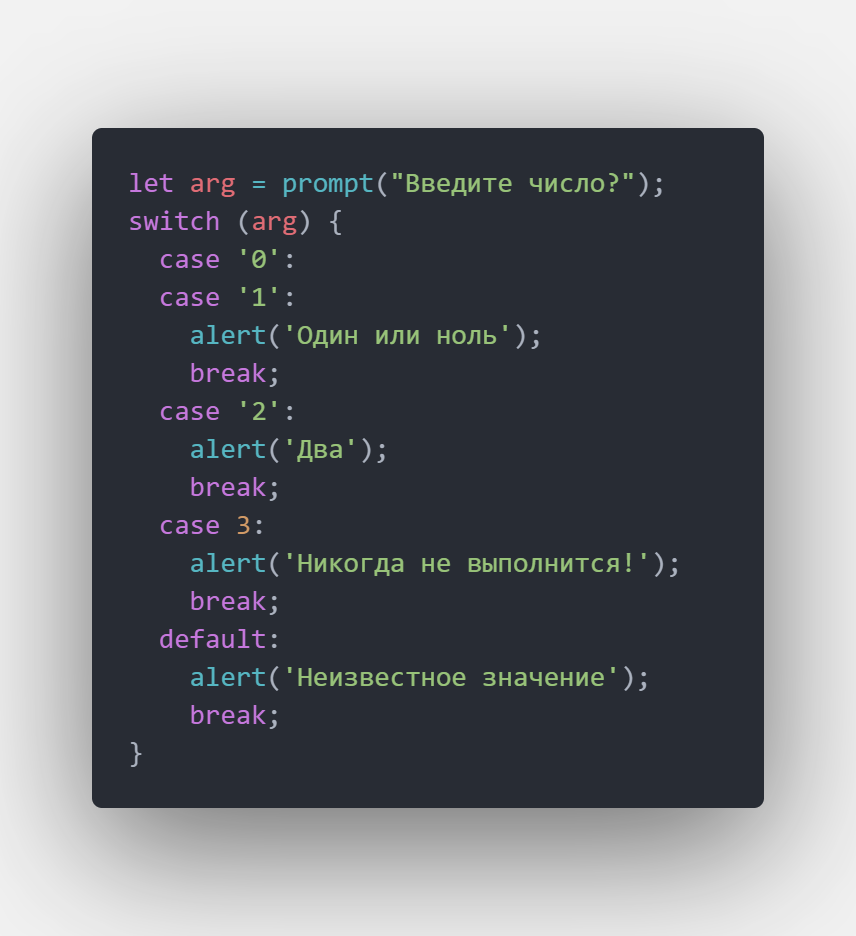 let arg = prompt("Введите число?");
switch (arg) {
  case '0':
  case '1':
    alert('Один или ноль');
    break;
  case '2':
    alert('Два');
    break;
  case 3:
    alert('Никогда не выполнится!');
    break;
  default:
    alert('Неизвестное значение');
    break;
}